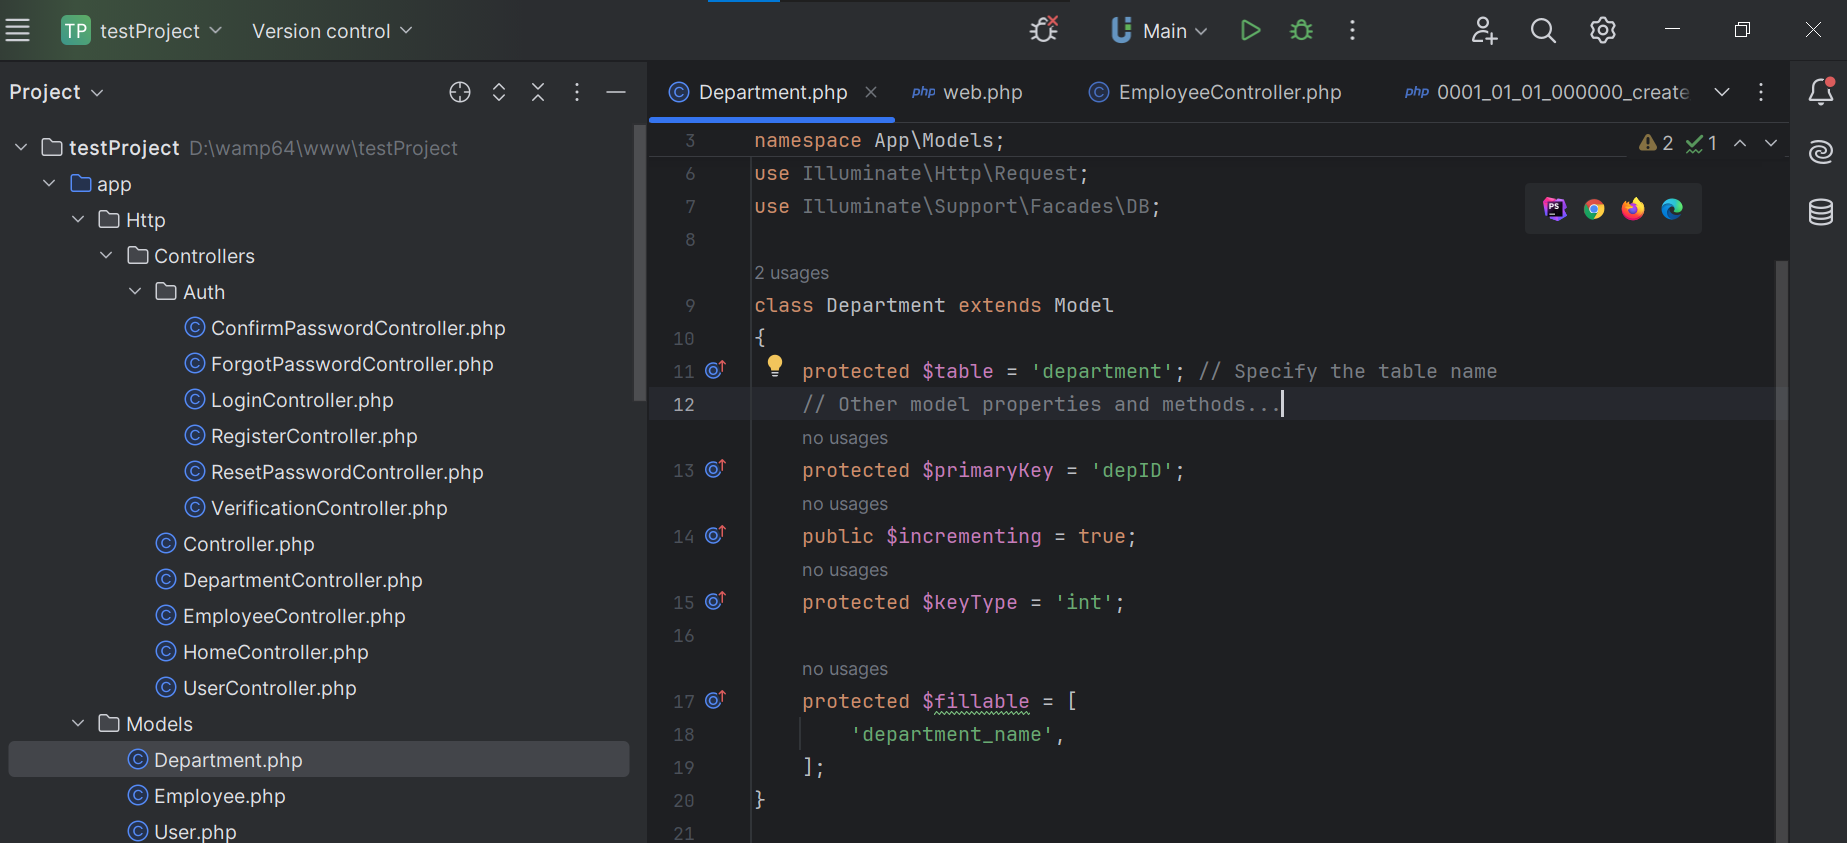 TP testProject Version control Main
Project
testProject D:\wamp64\www\testProject
app
Http
Controllers
Auth
ConfirmPasswordController.php
ForgotPasswordController.php
LoginController.php
RegisterController.php
ResetPasswordController.php
VerificationController.php
Controller.php
DepartmentController.php
EmployeeController.php
HomeController.php
UserController.php
Models
Department.php
Employee.php
User.php
Department.php php web.php EmployeeController.php php 0001_01_01_000000_create
3 namespace App\Models; 2 1
6 use Illuminate\Http\Request;
7 use Illuminate\Support\Facades\DB;
PS
8
2 usages
9 class Department extends Model
10 {
11 protected $table = 'department'; // Specify the table name
12 // Other model properties and methods...
no usages
13 protected $primaryKey = 'depID';
no usages
14 public $incrementing = true;
no usages
15 protected $keyType = 'int';
16
no usages
17 protected $fillable = [
18 'department_name',
19 ];
20 }
21